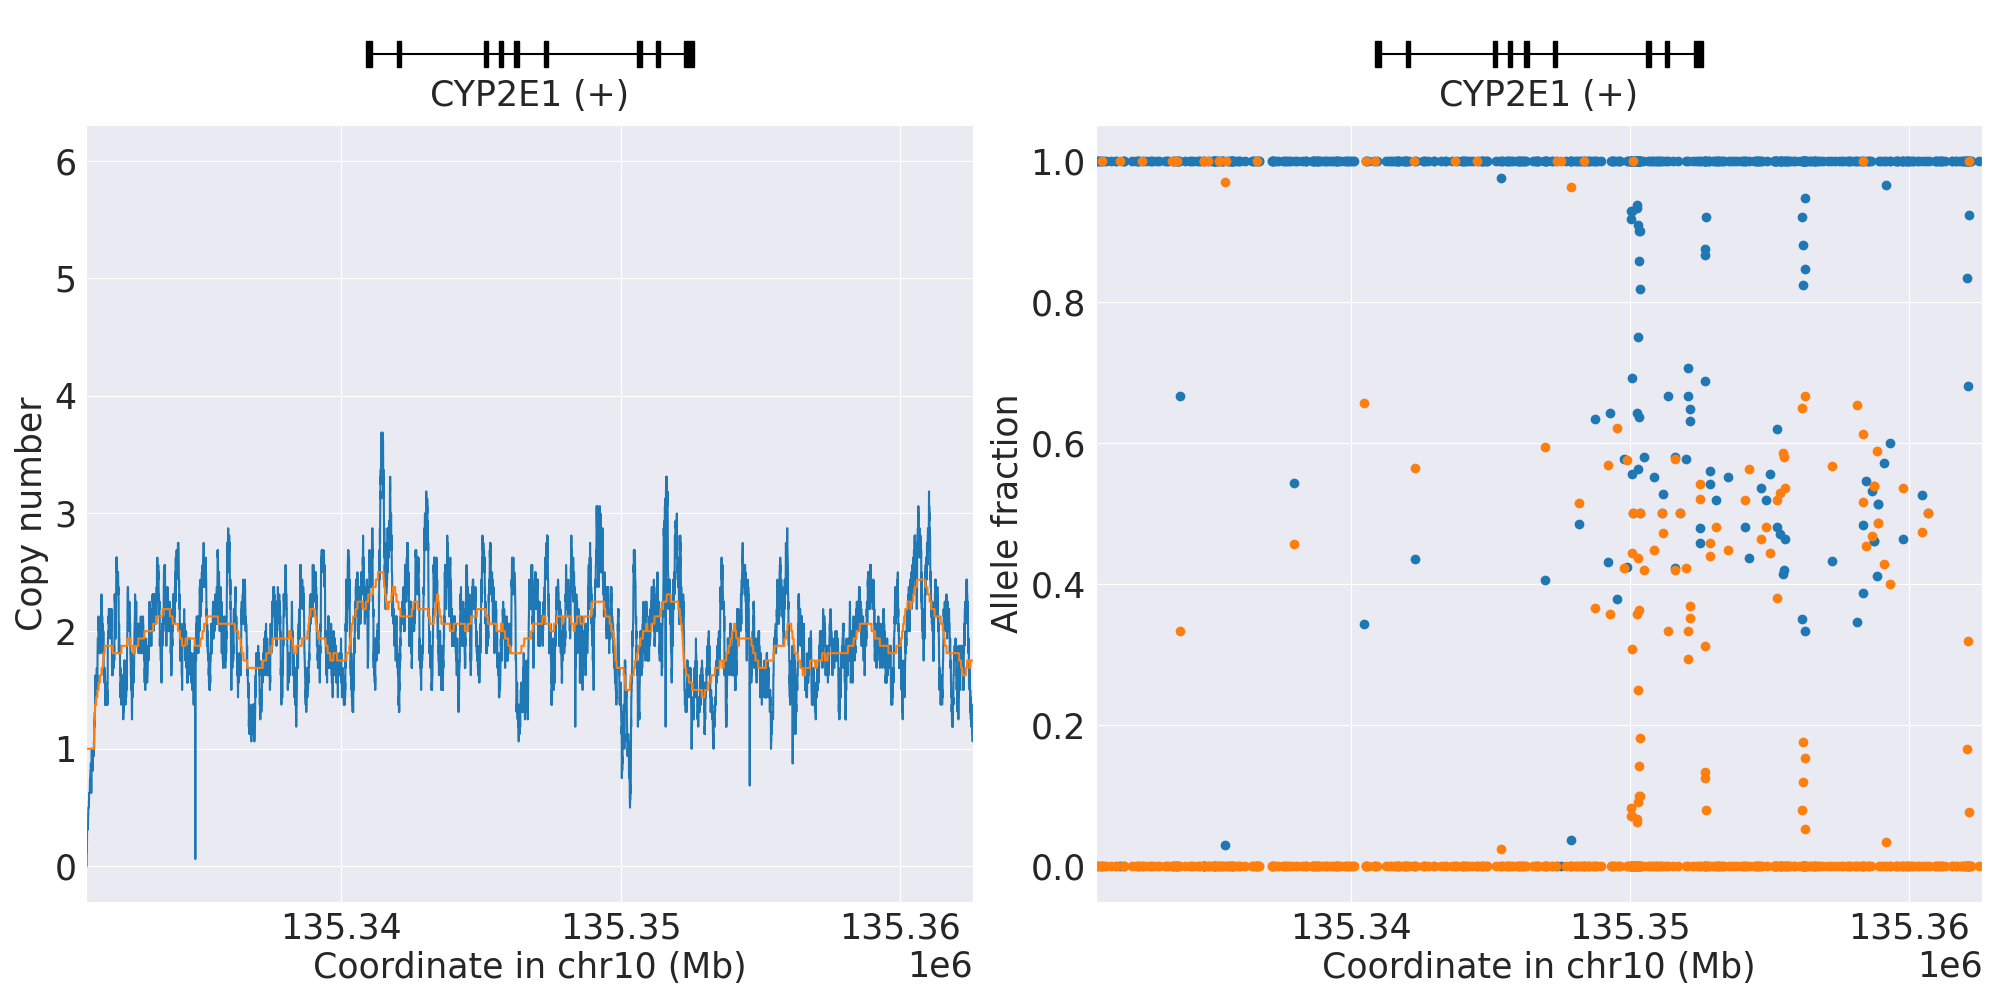 CYP2E1 (+)
6
5
4
3
2
1
0
Copy number
135.34
135.35
135.36
Coordinate in chr10 (Mb)
1e6
CYP2E1 (+)
1.0
0.8
0.6
0.4
0.2
0.0
Allele fraction
135.34
135.35
135.36
Coordinate in chr10 (Mb)
1e6